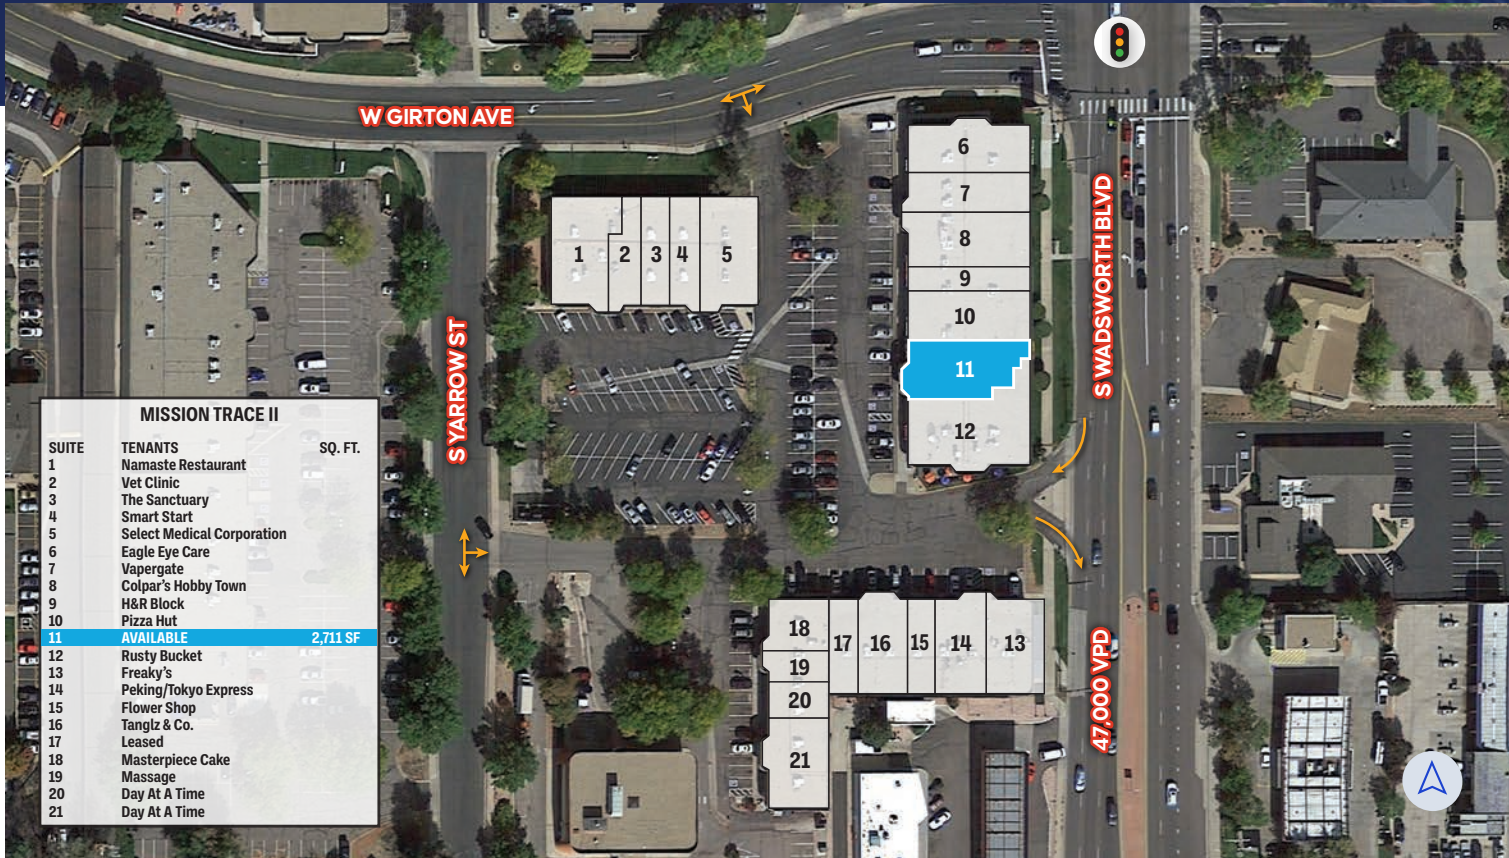 W GIRTON AVE
S YARROW ST
S WADSWORTH BLVD
47,000 VPD
1
2
3
4
5
6
7
8
9
10
11
12
18
17
16
15
14
13
19
20
21
MISSION TRACE II
SUITE TENANTS SQ. FT.
1 Namaste Restaurant
2 Vet Clinic
3 The Sanctuary
4 Smart Start
5 Select Medical Corporation
6 Eagle Eye Care
7 Vapergate
8 Colpar's Hobby Town
9 H&R Block
10 Pizza Hut
11 AVAILABLE 2,711 SF
12 Rusty Bucket
13 Freaky's
14 Peking/Tokyo Express
15 Flower Shop
16 Tanglz & Co.
17 Leased
18 Masterpiece Cake
19 Massage
20 Day At A Time
21 Day At A Time